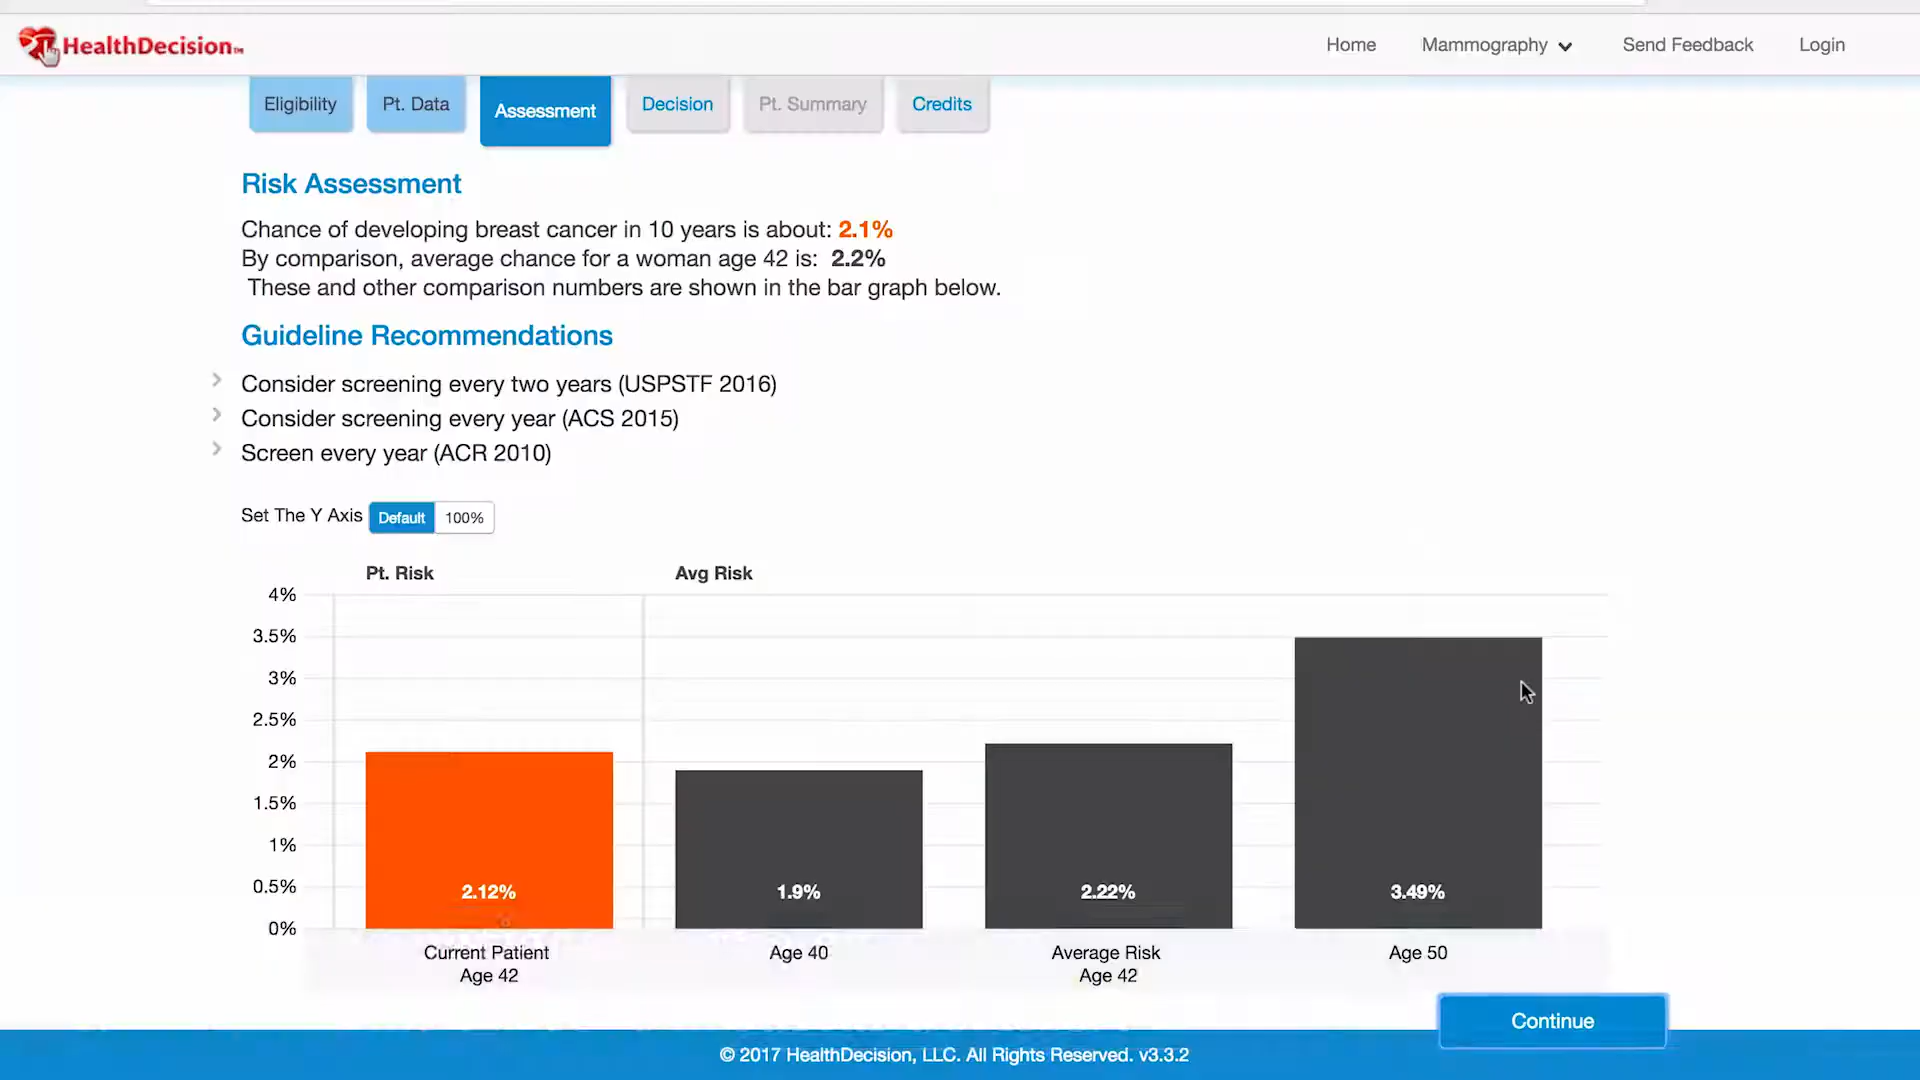 HealthDecision™
Home Mammography Send Feedback Login
Eligibility Pt. Data Assessment Decision Pt. Summary Credits
Risk Assessment
Chance of developing breast cancer in 10 years is about: 2.1%
By comparison, average chance for a woman age 42 is: 2.2%
These and other comparison numbers are shown in the bar graph below.
Guideline Recommendations
Consider screening every two years (USPSTF 2016)
Consider screening every year (ACS 2015)
Screen every year (ACR 2010)
Set The Y Axis Default 100%
Pt. Risk Avg Risk
4%
3.5%
3%
2.5%
2%
1.5%
1%
0.5%
0%
2.12% 1.9% 2.22% 3.49%
Current Patient Age 40 Average Risk Age 50
Age 42 Age 42
Continue
© 2017 HealthDecision, LLC. All Rights Reserved. v3.3.2